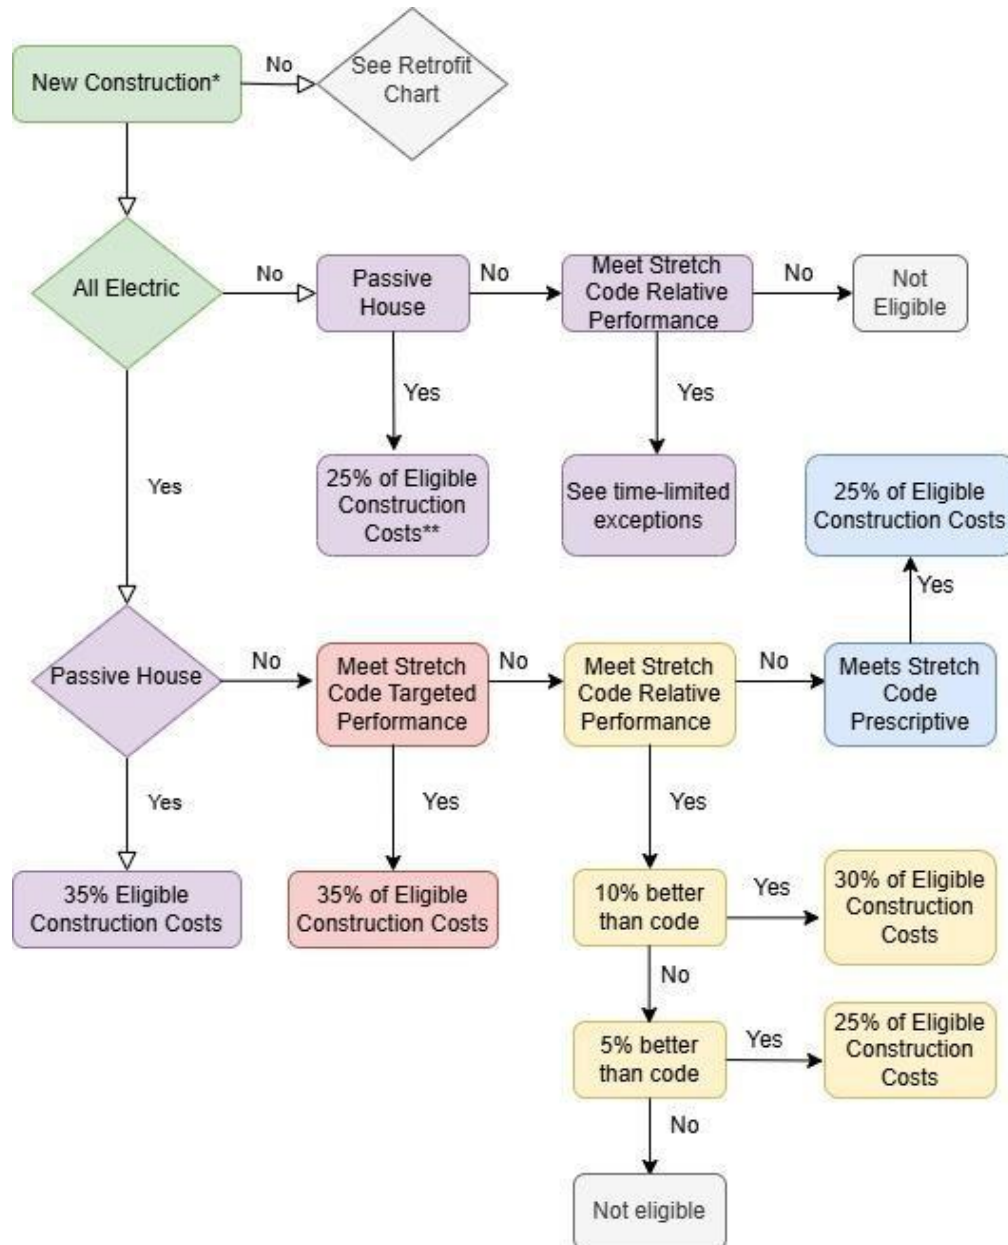 New Construction*
No
See Retrofit
Chart
All Electric
No
Passive
House
No
Meet Stretch
Code Relative
Performance
No
Not
Eligible
Yes
Yes
Yes
25% of Eligible
Construction
Costs**
See time-limited
exceptions
25% of Eligible
Construction Costs
Yes
Passive House
No
Meet Stretch
Code Targeted
Performance
No
Meet Stretch
Code Relative
Performance
No
Meets Stretch
Code
Prescriptive
Yes
Yes
Yes
35% Eligible
Construction Costs
35% of Eligible
Construction Costs
10% better
than code
Yes
30% of Eligible
Construction
Costs
No
5% better
than code
Yes
25% of Eligible
Construction
Costs
No
Not eligible